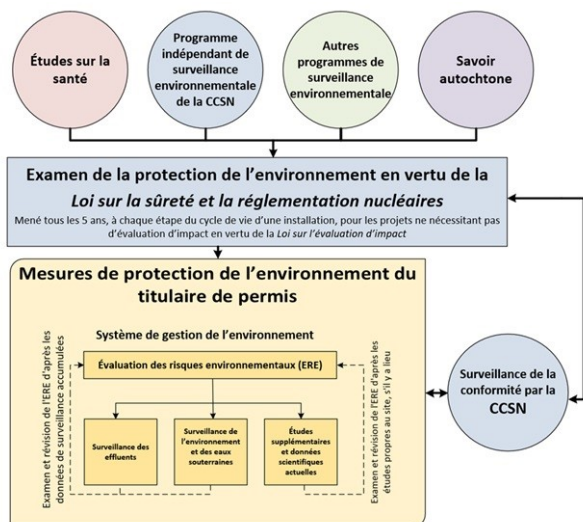 Études sur la
santé
Programme
indépendant de
surveillance
environnementale
de la CCSN
Autres
programmes de
surveillance
environnementale
Savoir
autochtone
Examen de la protection de l'environnement en vertu de la
Loi sur la sûreté et la réglementation nucléaires
Mené tous les 5 ans, à chaque étape du cycle de vie d'une installation, pour les projets ne nécessitant pas
d'évaluation d'impact en vertu de la Loi sur l'évaluation d'impact
Mesures de protection de l'environnement du
titulaire de permis
Système de gestion de l'environnement
Évaluation des risques environmentaux (ERE)
Surveillance des
effluents
Surveillance de
l'environnement
et des eaux
souterraines
Études
supplémentaires
et données
scientifiques
actuelles
Examen et révision de l'ERE d'après les
données de surveillance accumulées
Examen et révision de l'ERE d'après les
études propres au site, s'il y a lieu
Surveillance de la
conformité par la
CCSN